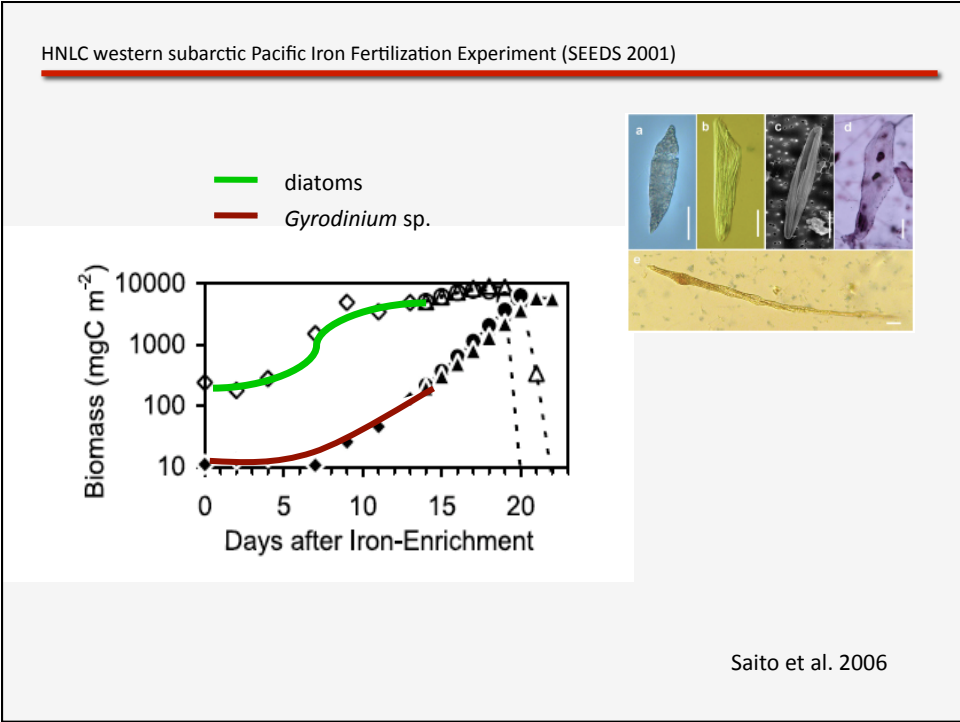 HNLC western subarctic Pacific Iron Fertilization Experiment (SEEDS 2001)
a
b
c
d
e
diatoms
Gyrodinium sp.
Biomass (mgC m⁻²)
10000
1000
100
10
0
5
10
15
20
Days after Iron-Enrichment
Saito et al. 2006